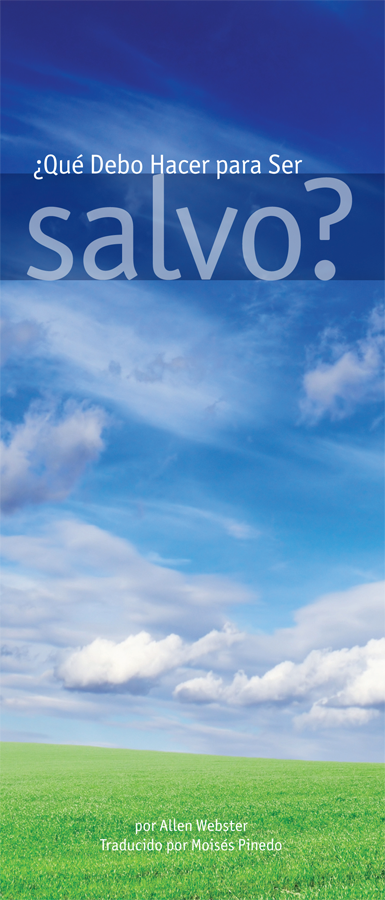 ¿Qué Debo Hacer para Ser
salvo?
por Allen Webster
Traducido por Moisés Pinedo